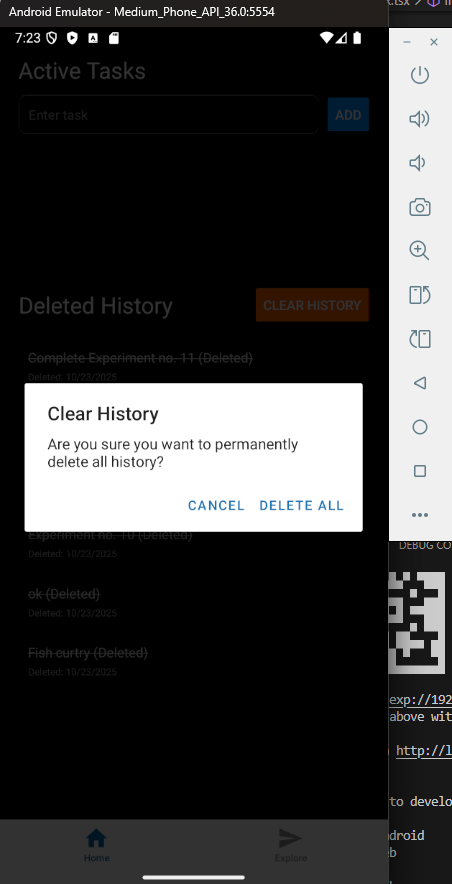 Android Emulator - Medium_Phone_API_36.0:5554
.tsx
7:23
Active Tasks
Enter task
ADD
Deleted History
CLEAR HISTORY
Complete Experiment no. 11 (Deleted)
Deleted: 10/23/2025
Clear History
Are you sure you want to permanently
delete all history?
CANCEL
DELETE ALL
Experiment no. 10 (Deleted)
Deleted: 10/23/2025
ok (Deleted)
Deleted: 10/23/2025
Fish curtry (Deleted)
Deleted: 10/23/2025
Home
Explore
DEBUG CO
exp://192
above wit
http://l
to develo
ndroid
eb